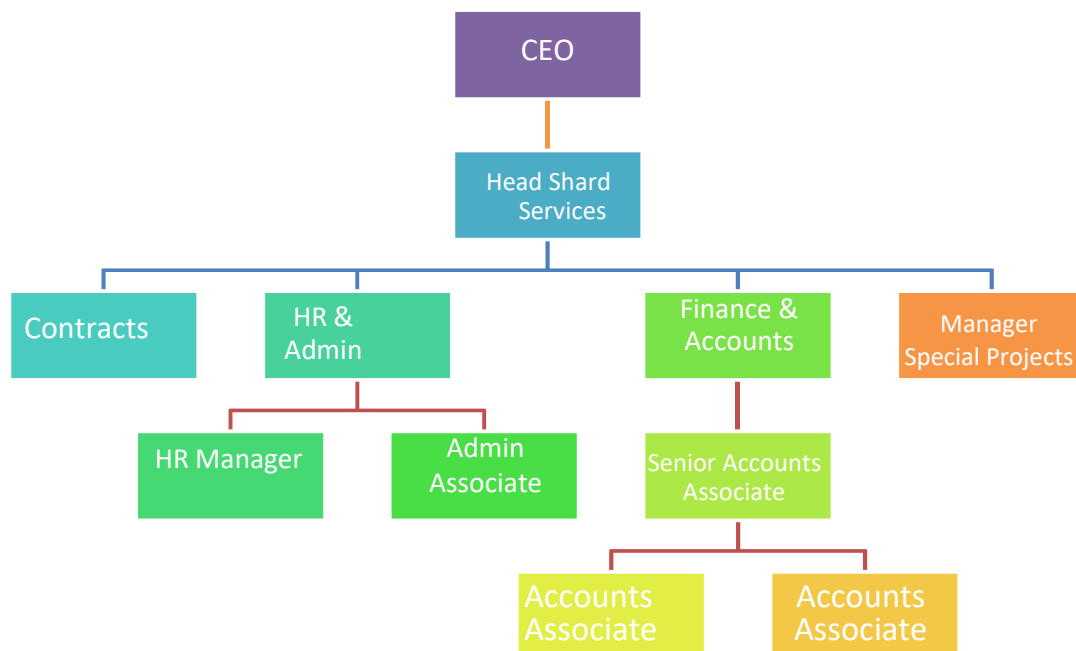 CEO
Head Shard
Services
Contracts
HR &
Admin
Finance &
Accounts
Manager
Special Projects
HR Manager
Admin
Associate
Senior Accounts
Associate
Accounts
Associate
Accounts
Associate